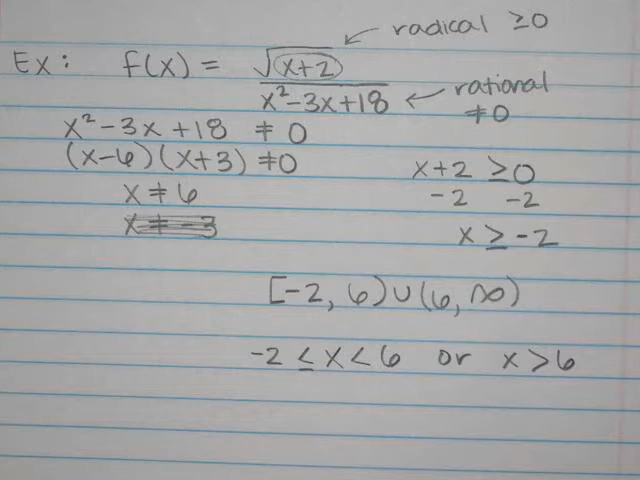 radical ≥0
Ex: f(x) = √(x+2)
x²-3x+18 ← rational
≠0
x²-3x+18 ≠ 0
(x-6)(x+3) ≠0
x+2 ≥0
x ≠ 6
-2 -2
x ≠ -3
x ≥ -2
[-2, 6)∪(6, ∞)
-2 ≤ x < 6 or x > 6